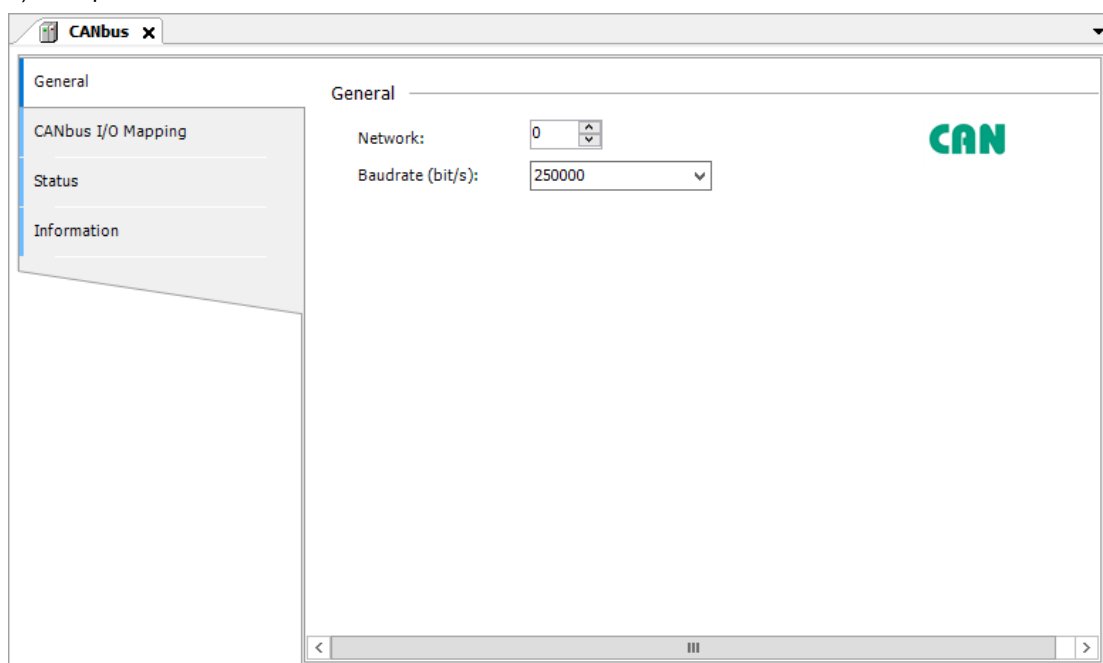 CANbus
General
CANbus I/O Mapping
Status
Information
General
Network: 0
Baudrate (bit/s): 250000
CAN